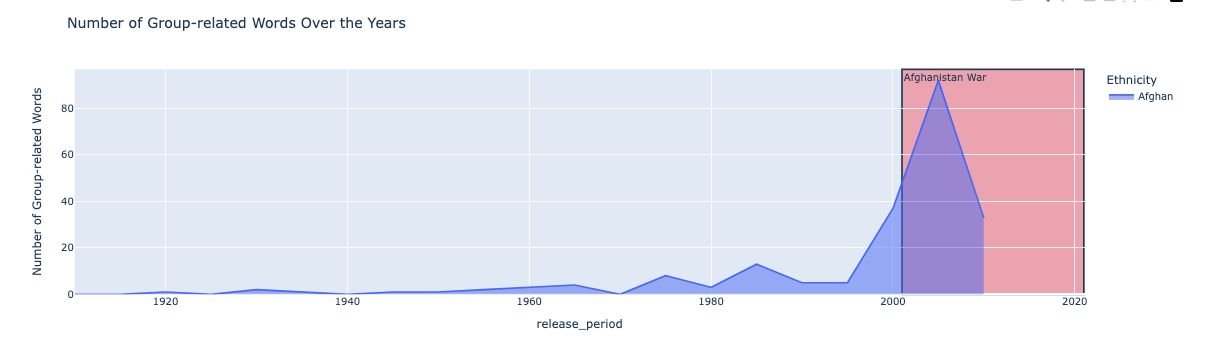 Number of Group-related Words Over the Years
Number of Group-related Words
80
60
40
20
0
Afghanistan War
1920
1940
1960
1980
2000
2020
release_period
Ethnicity
Afghan